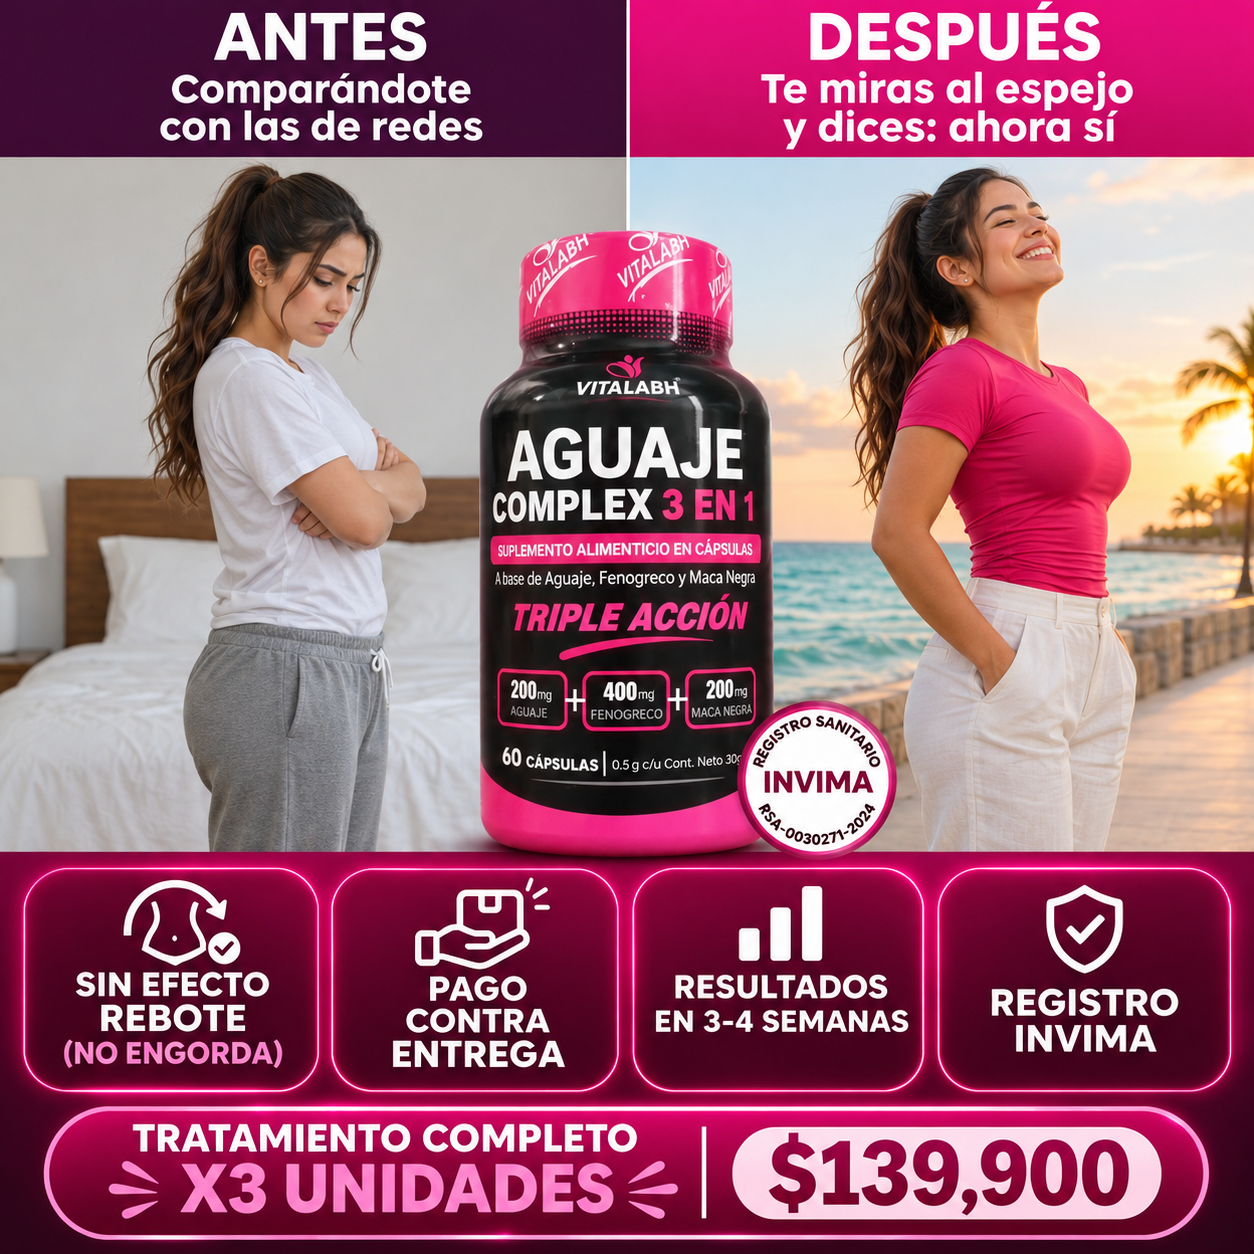 ANTES
Comparándote
con las de redes
DESPUÉS
Te miras al espejo
y dices: ahora sí
VITALABH
VITALABH
VITALABH
AGUAJE
COMPLEX 3 EN 1
SUPLEMENTO ALIMENTICIO EN CÁPSULAS
A base de Aguaje, Fenogreco y Maca Negra
TRIPLE ACCIÓN
200mg + 400mg + 200mg
AGUAJE FENOGRECO MACA NEGRA
60 CÁPSULAS | 0.5 g c/u Cont. Neto 30g
REGISTRO SANITARIO
INVIMA
RSA-0030271-2024
SIN EFECTO
REBOTE
(NO ENGORDA)
PAGO
CONTRA
ENTREGA
RESULTADOS
EN 3-4 SEMANAS
REGISTRO
INVIMA
TRATAMIENTO COMPLETO
X3 UNIDADES
$139,900